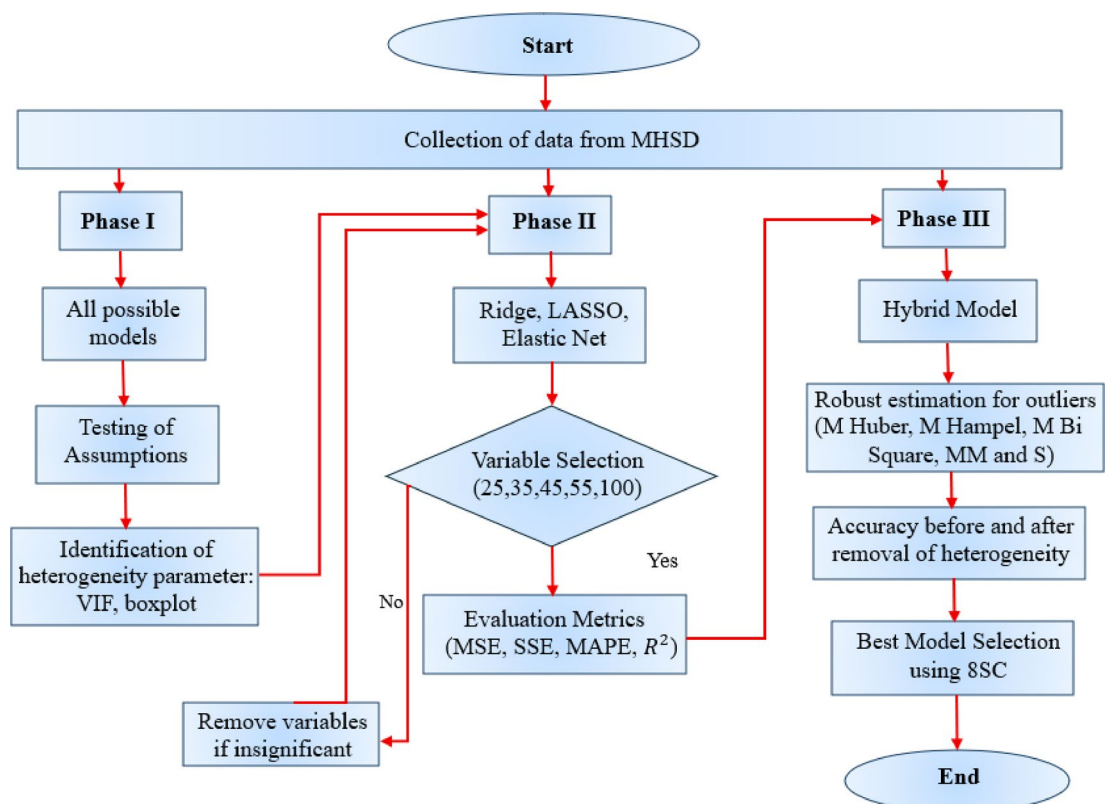 Start
Collection of data from MHSD
Phase I
All possible
models
Testing of
Assumptions
Identification of
heterogeneity parameter:
VIF, boxplot
Phase II
Ridge, LASSO,
Elastic Net
Variable Selection
(25,35,45,55,100)
Yes
No
Evaluation Metrics
(MSE, SSE, MAPE, R²)
Remove variables
if insignificant
Phase III
Hybrid Model
Robust estimation for outliers
(M Huber, M Hampel, M Bi
Square, MM and S)
Accuracy before and after
removal of heterogeneity
Best Model Selection
using 8SC
End